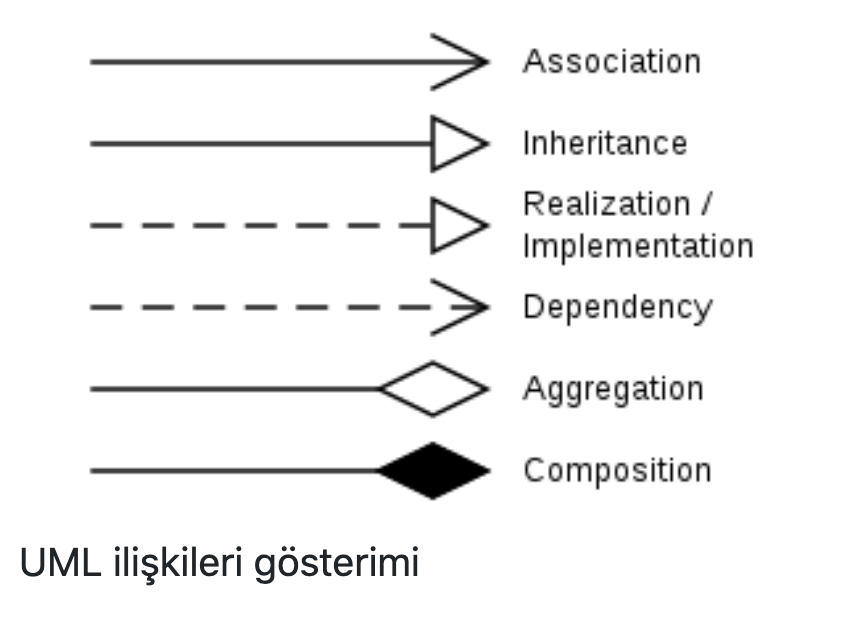 Association
Inheritance
Realization /
Implementation
Dependency
Aggregation
Composition
UML ilişkileri gösterimi